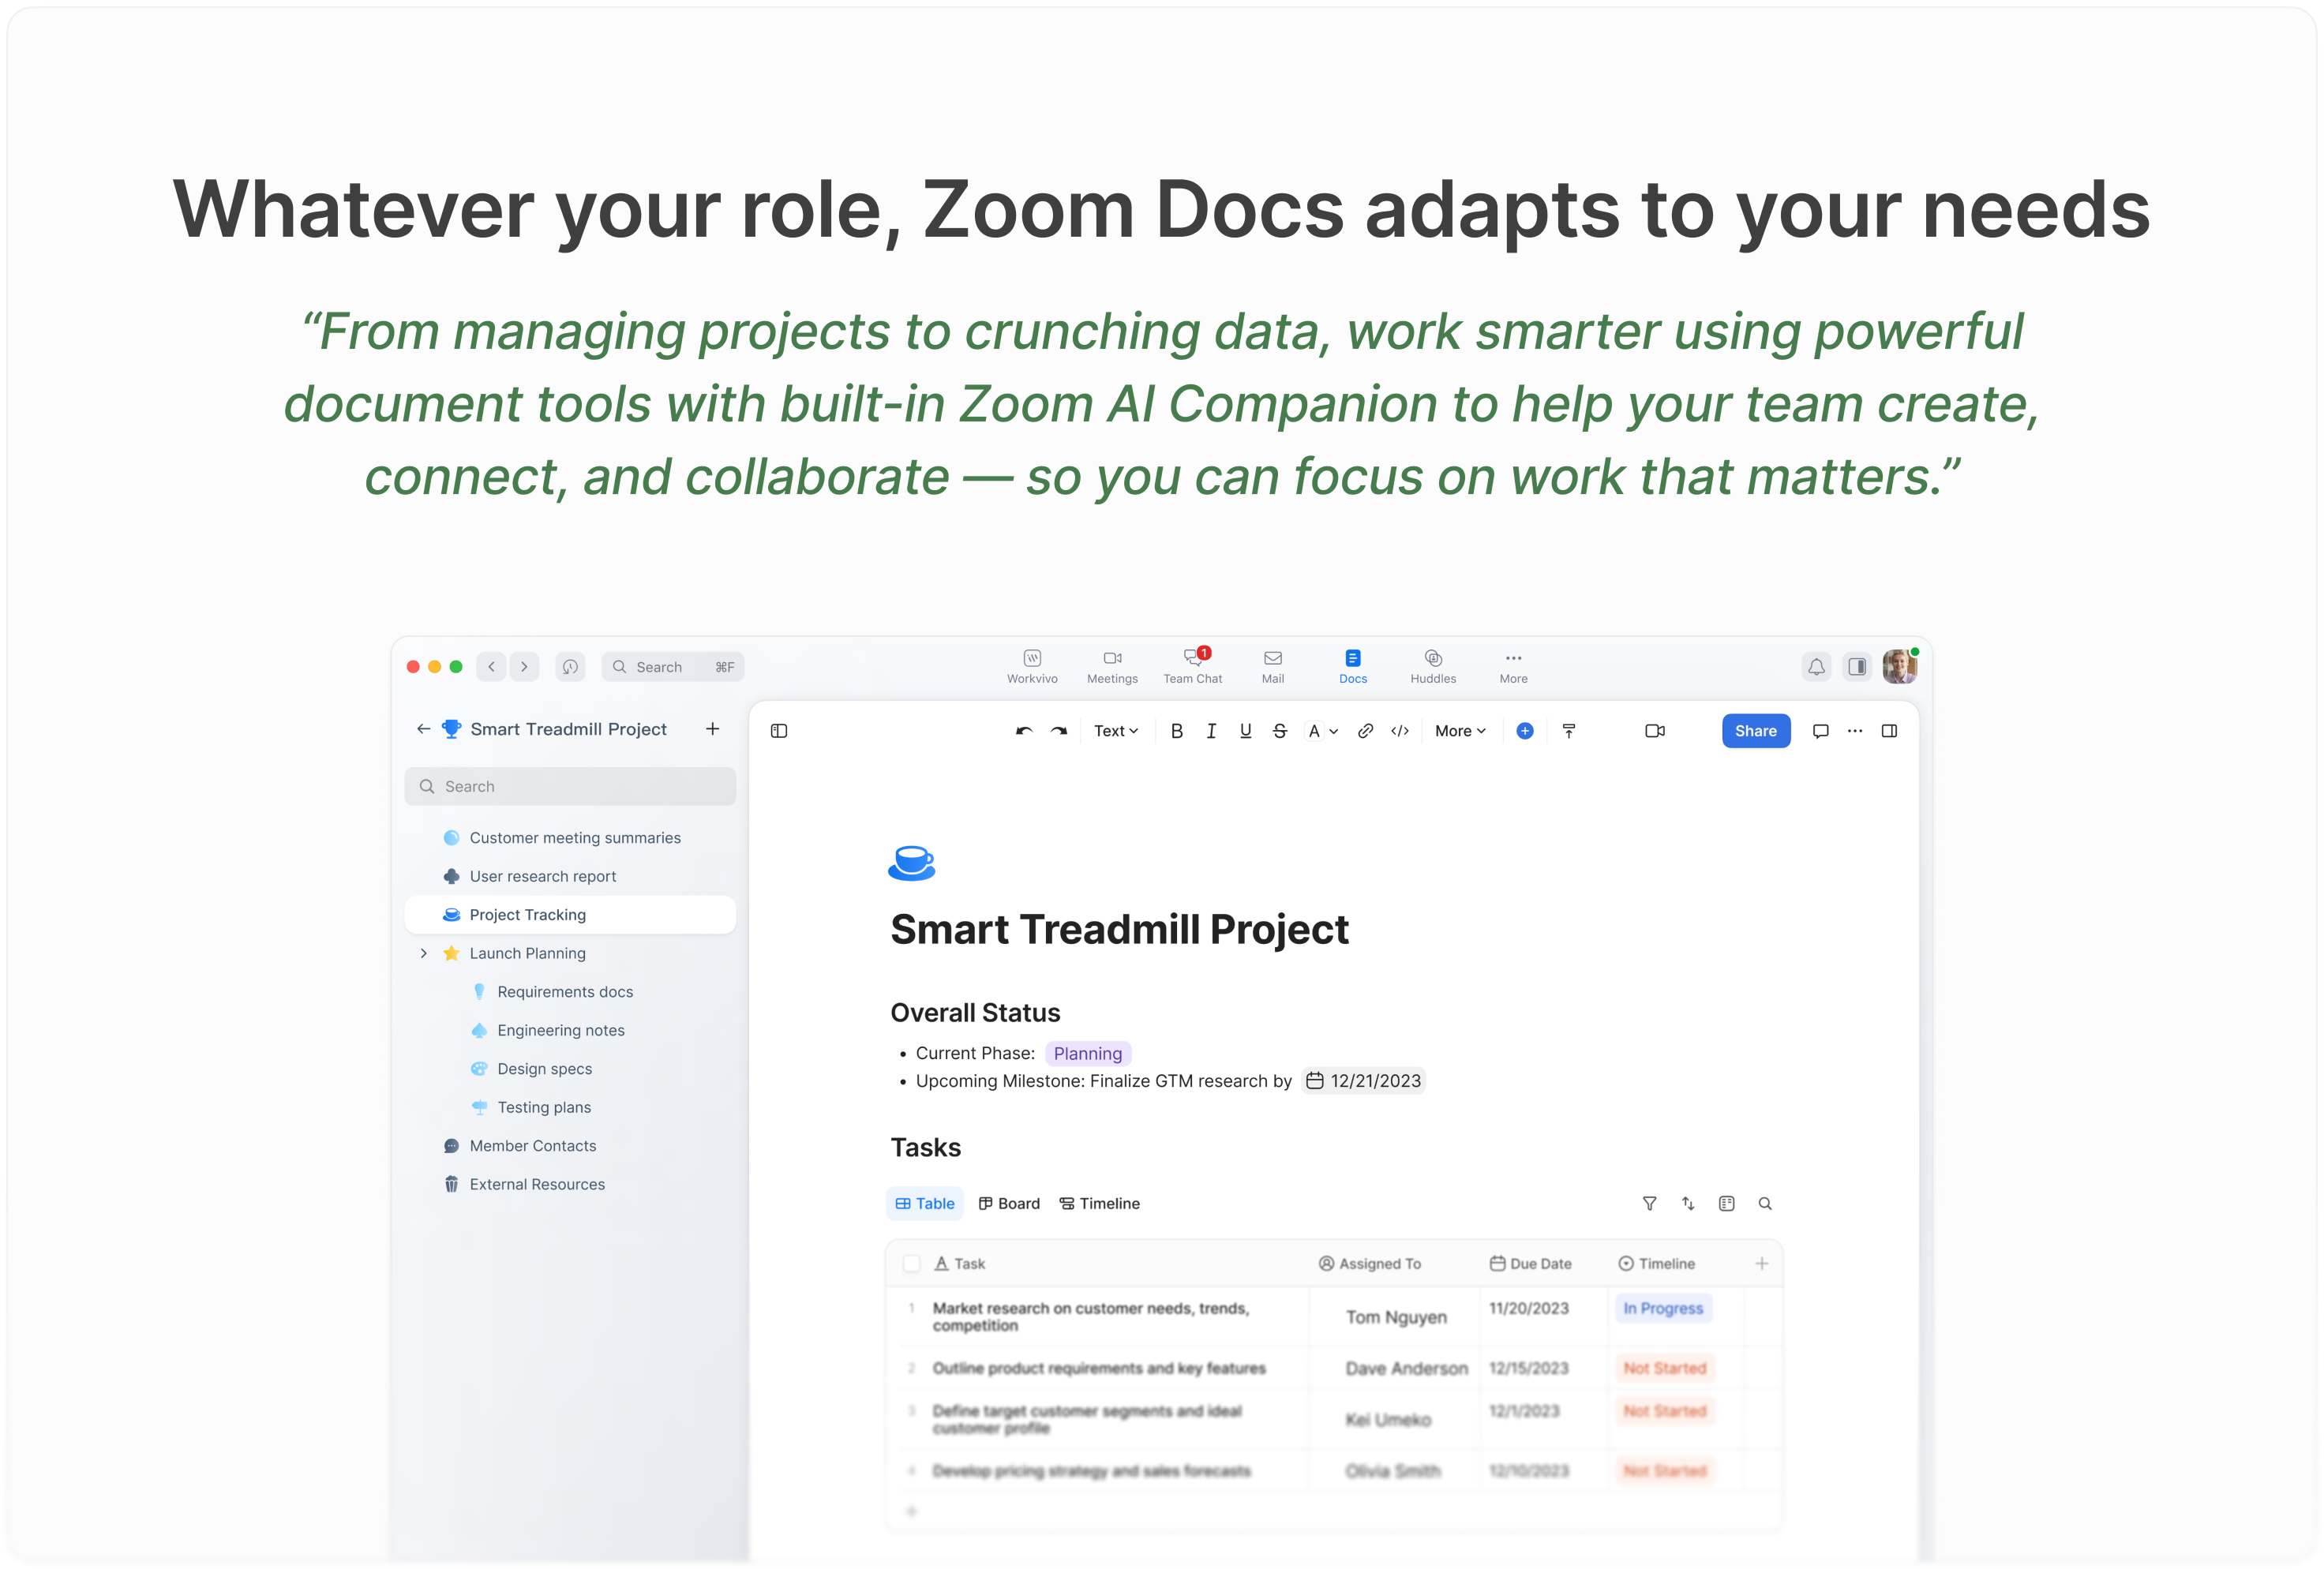 Whatever your role, Zoom Docs adapts to your needs
“From managing projects to crunching data, work smarter using powerful
document tools with built-in Zoom AI Companion to help your team create,
connect, and collaborate — so you can focus on work that matters.”
Search ⌘F
Workvivo
Meetings
1
Team Chat
Mail
Docs
Huddles
More
Smart Treadmill Project
Search
Customer meeting summaries
User research report
Project Tracking
Launch Planning
Requirements docs
Engineering notes
Design specs
Testing plans
Member Contacts
External Resources
Text B I U S A </> More Share
Smart Treadmill Project
Overall Status
• Current Phase: Planning
• Upcoming Milestone: Finalize GTM research by 12/21/2023
Tasks
Table Board Timeline
Task Assigned To Due Date Timeline
1 Market research on customer needs, trends,
competition
Tom Nguyen 11/20/2023 In Progress
2 Outline product requirements and key features Dave Anderson 12/15/2023 Not Started
3 Define target customer segments and ideal
customer profile
Kei Umeko 12/1/2023 Not Started
4 Develop pricing strategy and sales forecasts Olivia Smith 12/10/2023 Not Started